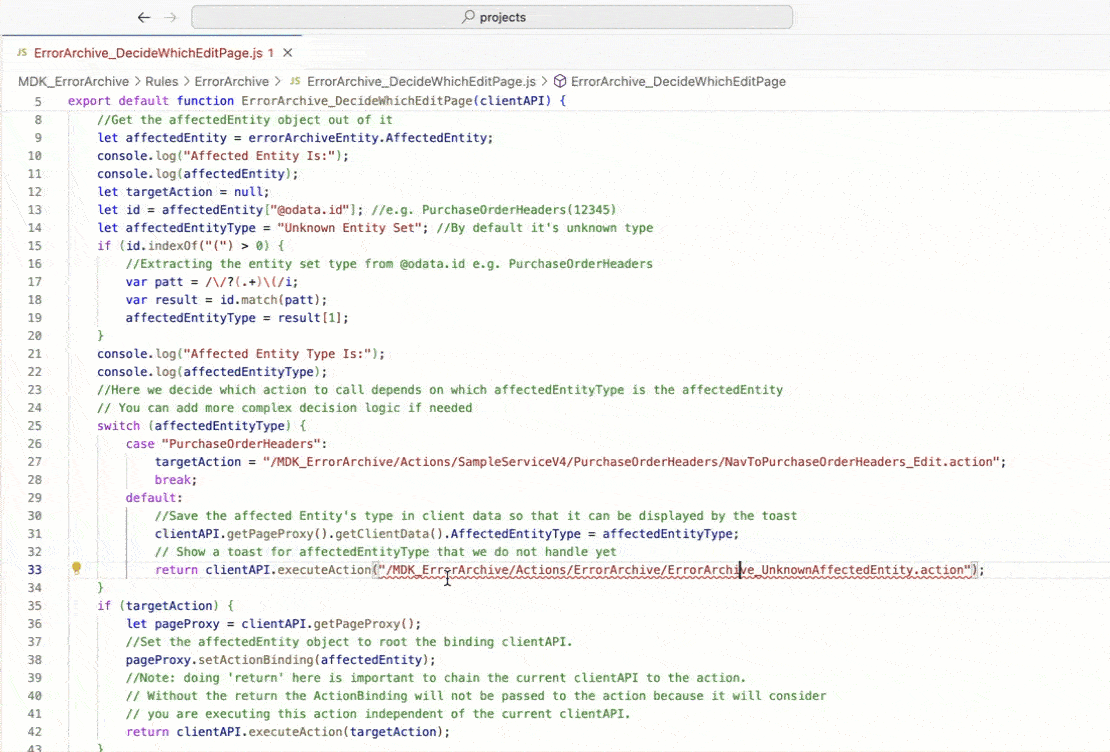 projects
JS ErrorArchive_DecideWhichEditPage.js 1
MDK_ErrorArchive > Rules > ErrorArchive > JS ErrorArchive_DecideWhichEditPage.js > ErrorArchive_DecideWhichEditPage
5 export default function ErrorArchive_DecideWhichEditPage(clientAPI) {
8 //Get the affectedEntity object out of it
9 let affectedEntity = errorArchiveEntity.AffectedEntity;
10 console.log("Affected Entity Is:");
11 console.log(affectedEntity);
12 let targetAction = null;
13 let id = affectedEntity["@odata.id"]; //e.g. PurchaseOrderHeaders(12345)
14 let affectedEntityType = "Unknown Entity Set"; //By default it's unknown type
15 if (id.indexOf("(") > 0) {
16 //Extracting the entity set type from @odata.id e.g. PurchaseOrderHeaders
17 var patt = /\/?(.+)\(/i;
18 var result = id.match(patt);
19 affectedEntityType = result[1];
20 }
21 console.log("Affected Entity Type Is:");
22 console.log(affectedEntityType);
23 //Here we decide which action to call depends on which affectedEntityType is the affectedEntity
24 // You can add more complex decision logic if needed
25 switch (affectedEntityType) {
26 case "PurchaseOrderHeaders":
27 targetAction = "/MDK_ErrorArchive/Actions/SampleServiceV4/PurchaseOrderHeaders/NavToPurchaseOrderHeaders_Edit.action";
28 break;
29 default:
30 //Save the affected Entity's type in client data so that it can be displayed by the toast
31 clientAPI.getPageProxy().getClientData().AffectedEntityType = affectedEntityType;
32 // Show a toast for affectedEntityType that we do not handle yet
33 return clientAPI.executeAction("/MDK_ErrorArchive/Actions/ErrorArchive/ErrorArchive_UnknownAffectedEntity.action");
34 }
35 if (targetAction) {
36 let pageProxy = clientAPI.getPageProxy();
37 //Set the affectedEntity object to root the binding clientAPI.
38 pageProxy.setActionBinding(affectedEntity);
39 //Note: doing 'return' here is important to chain the current clientAPI to the action.
40 // Without the return the ActionBinding will not be passed to the action because it will consider
41 // you are executing this action independent of the current clientAPI.
42 return clientAPI.executeAction(targetAction);
43 }